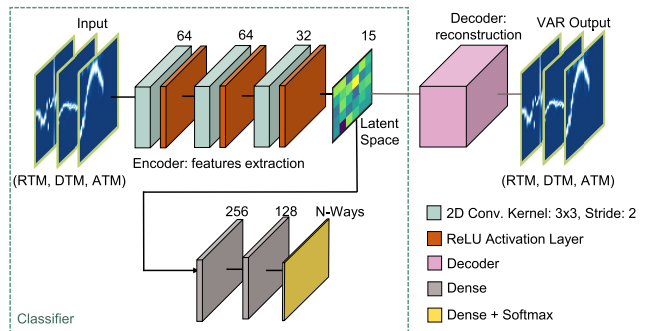 Input
64
64
32
15
Decoder:
reconstruction
VAR Output
Latent
Space
Encoder: features extraction
(RTM, DTM, ATM)
(RTM, DTM, ATM)
256
128
N-Ways
2D Conv. Kernel: 3x3, Stride: 2
ReLU Activation Layer
Decoder
Dense
Dense + Softmax
Classifier